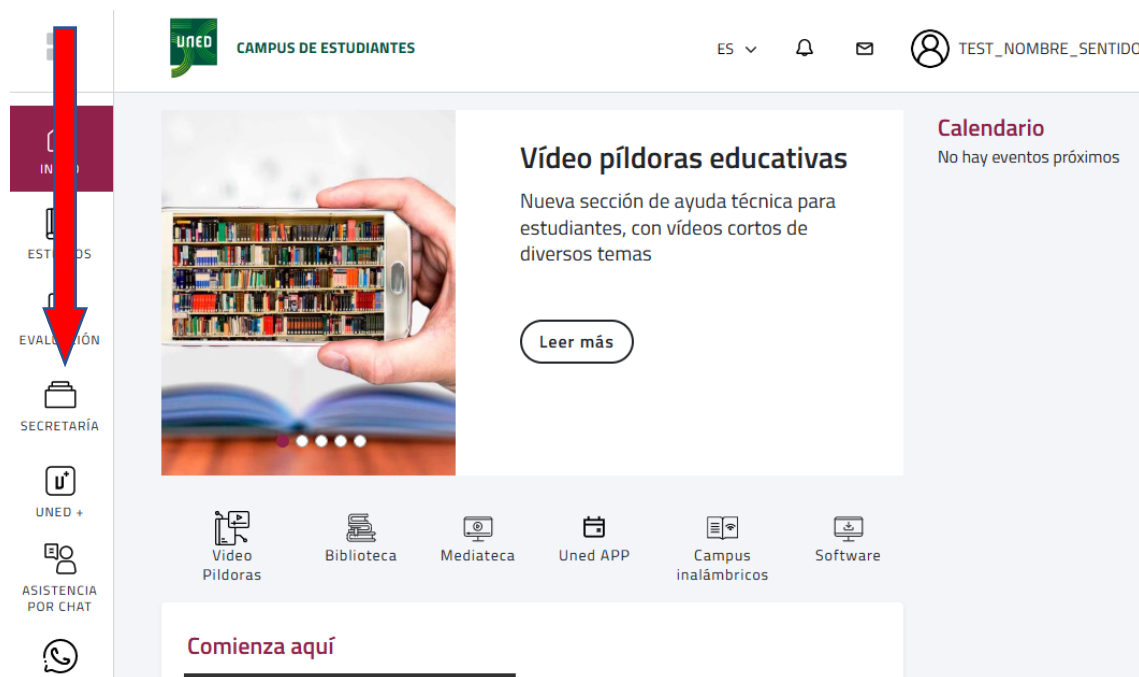 UNED
CAMPUS DE ESTUDIANTES
ES
TEST_NOMBRE_SENTIDO
Vídeo píldoras educativas
Nueva sección de ayuda técnica para
estudiantes, con vídeos cortos de
diversos temas
Leer más
Calendario
No hay eventos próximos
SECRETARÍA
UNED +
ASISTENCIA
POR CHAT
Video
Pildoras
Biblioteca
Mediateca
Uned APP
Campus
inalámbricos
Software
Comienza aquí